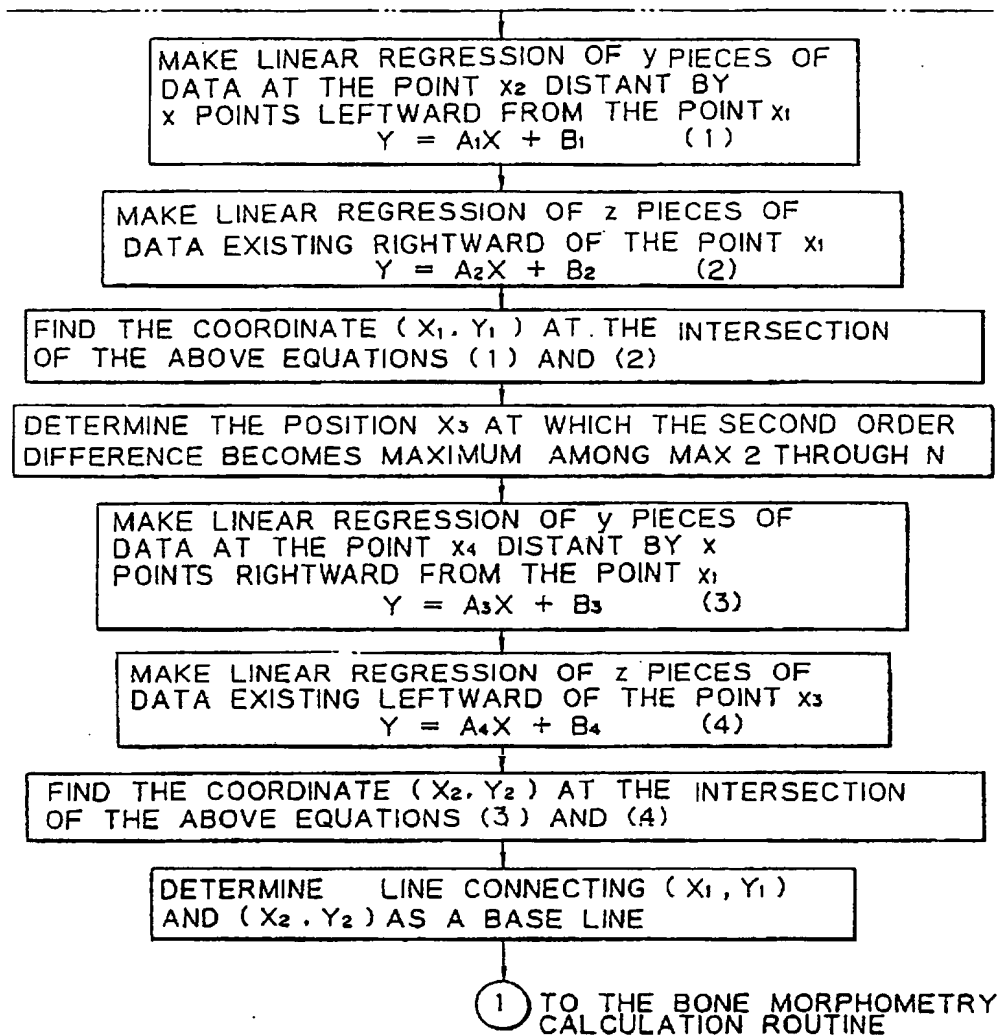 MAKE LINEAR REGRESSION OF y PIECES OF
DATA AT THE POINT x₂ DISTANT BY
x POINTS LEFTWARD FROM THE POINT x₁
Y = A₁X + B₁ (1)
MAKE LINEAR REGRESSION OF z PIECES OF
DATA EXISTING RIGHTWARD OF THE POINT x₁
Y = A₂X + B₂ (2)
FIND THE COORDINATE (X₁. Y₁) AT THE INTERSECTION
OF THE ABOVE EQUATIONS (1) AND (2)
DETERMINE THE POSITION X₃ AT WHICH THE SECOND ORDER
DIFFERENCE BECOMES MAXIMUM AMONG MAX 2 THROUGH N
MAKE LINEAR REGRESSION OF y PIECES OF
DATA AT THE POINT x₄ DISTANT BY x
POINTS RIGHTWARD FROM THE POINT x₁
Y = A₃X + B₃ (3)
MAKE LINEAR REGRESSION OF z PIECES OF
DATA EXISTING LEFTWARD OF THE POINT x₃
Y = A₄X + B₄ (4)
FIND THE COORDINATE (X₂. Y₂) AT THE INTERSECTION
OF THE ABOVE EQUATIONS (3) AND (4)
DETERMINE LINE CONNECTING (X₁, Y₁)
AND (X₂. Y₂) AS A BASE LINE
1 TO THE BONE MORPHOMETRY
CALCULATION ROUTINE